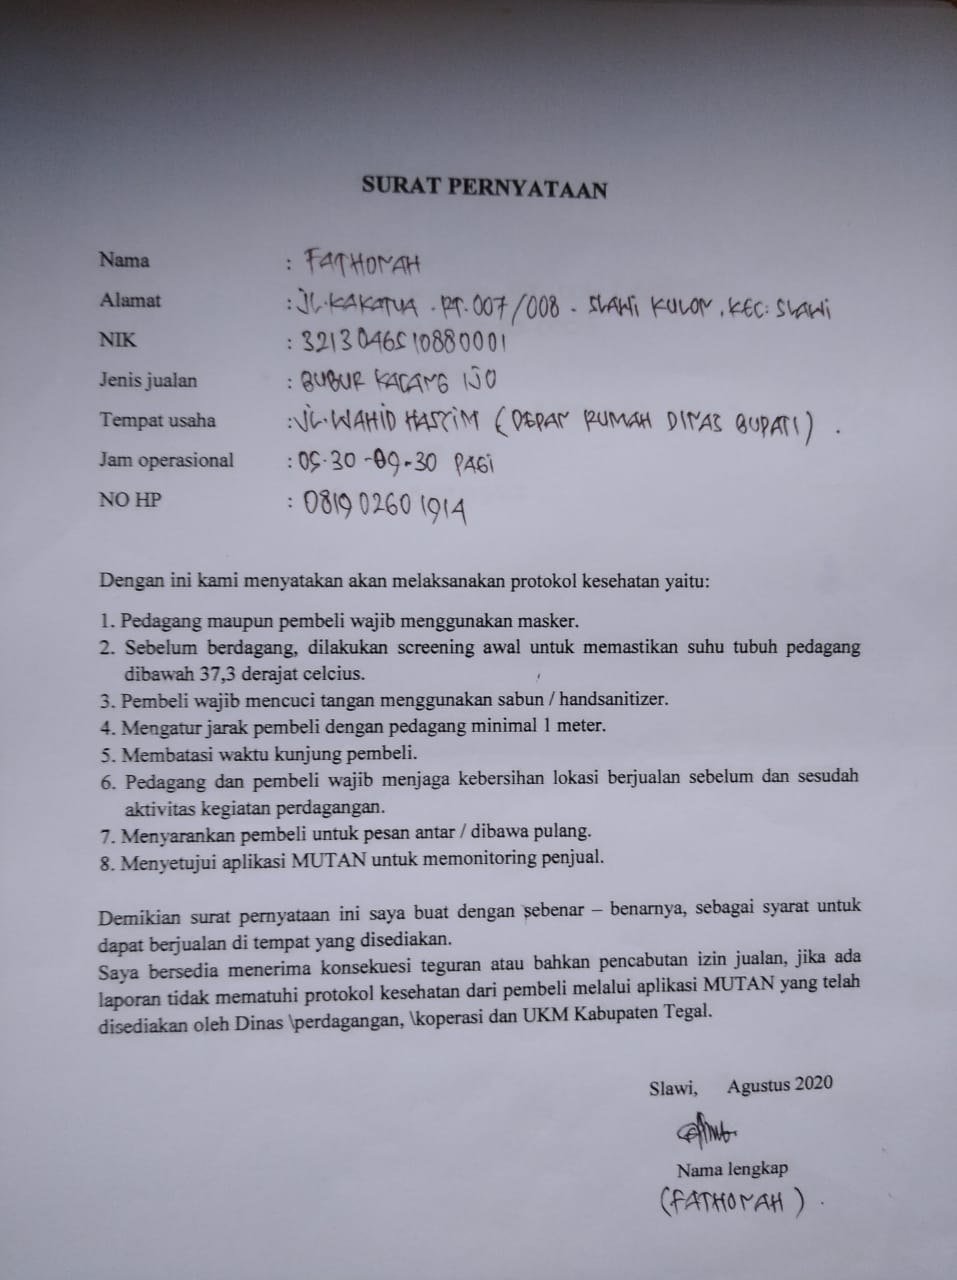 SURAT PERNYATAAN
Nama : FATHONAH
Alamat : JL.KAKATUA . RT.007/008 - SLAWI KULON . KEC: SLAWI
NIK : 3213046510880001
Jenis jualan : BUBUR KACANG IJO
Tempat usaha : JL.WAHID HASYIM (DEPAN RUMAH DINAS BUPATI) .
Jam operasional : 05.30 - 09.30 PAGI
NO HP : 081902601914
Dengan ini kami menyatakan akan melaksanakan protokol kesehatan yaitu:
1. Pedagang maupun pembeli wajib menggunakan masker.
2. Sebelum berdagang, dilakukan screening awal untuk memastikan suhu tubuh pedagang
dibawah 37,3 derajat celcius.
3. Pembeli wajib mencuci tangan menggunakan sabun / handsanitizer.
4. Mengatur jarak pembeli dengan pedagang minimal 1 meter.
5. Membatasi waktu kunjung pembeli.
6. Pedagang dan pembeli wajib menjaga kebersihan lokasi berjualan sebelum dan sesudah
aktivitas kegiatan perdagangan.
7. Menyarankan pembeli untuk pesan antar / dibawa pulang.
8. Menyetujui aplikasi MUTAN untuk memonitoring penjual.
Demikian surat pernyataan ini saya buat dengan sebenar – benarnya, sebagai syarat untuk
dapat berjualan di tempat yang disediakan.
Saya bersedia menerima konsekuesi teguran atau bahkan pencabutan izin jualan, jika ada
laporan tidak mematuhi protokol kesehatan dari pembeli melalui aplikasi MUTAN yang telah
disediakan oleh Dinas \perdagangan, \koperasi dan UKM Kabupaten Tegal.
Slawi, Agustus 2020
Nama lengkap
(FATHONAH) .